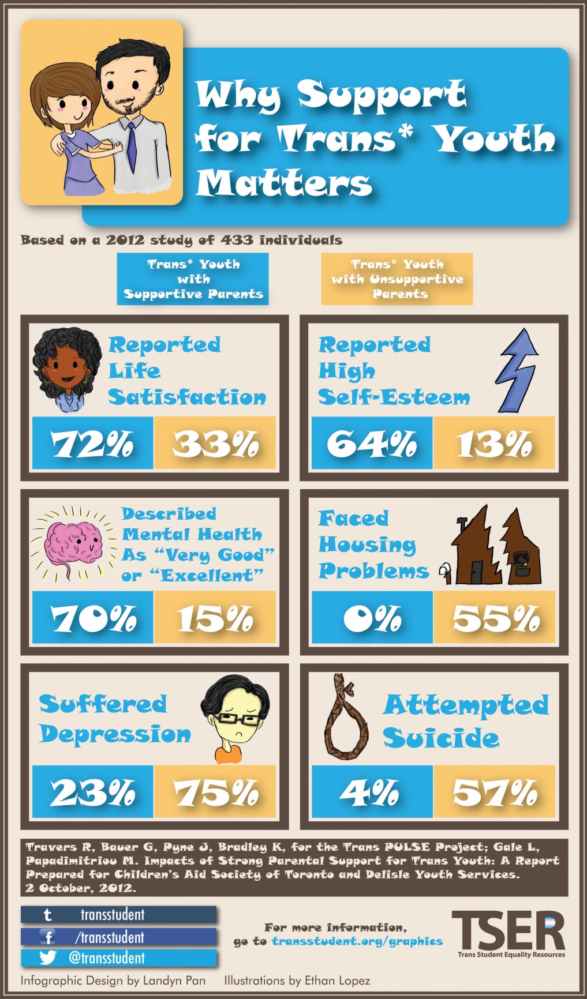 Why Support
for Trans* Youth
Matters
Based on a 2012 study of 433 individuals
Trans* Youth
with
Supportive Parents
Trans* Youth
with Unsupportive
Parents
Reported
Life
Satisfaction
72% 33%
Reported
High
Self-Esteem
64% 13%
Described
Mental Health
As “Very Good”
or “Excellent”
70% 15%
Faced
Housing
Problems
0% 55%
Suffered
Depression
23% 75%
Attempted
Suicide
4% 57%
Travers R, Bauer G, Pyne J, Bradley K, for the Trans PULSE Project; Gale L,
Papadimitriou M. Impacts of Strong Parental Support for Trans Youth: A Report
Prepared for Children’s Aid Society of Toronto and Delisle Youth Services.
2 October, 2012.
t transstudent
f /transstudent
@transstudent
For more information,
go to transstudent.org/graphics
TSER
Trans Student Equality Resources
Infographic Design by Landyn Pan Illustrations by Ethan Lopez